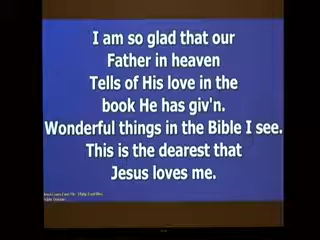 I am so glad that our
Father in heaven
Tells of His love in the
book He has giv'n.
Wonderful things in the Bible I see.
This is the dearest that
Jesus loves me.